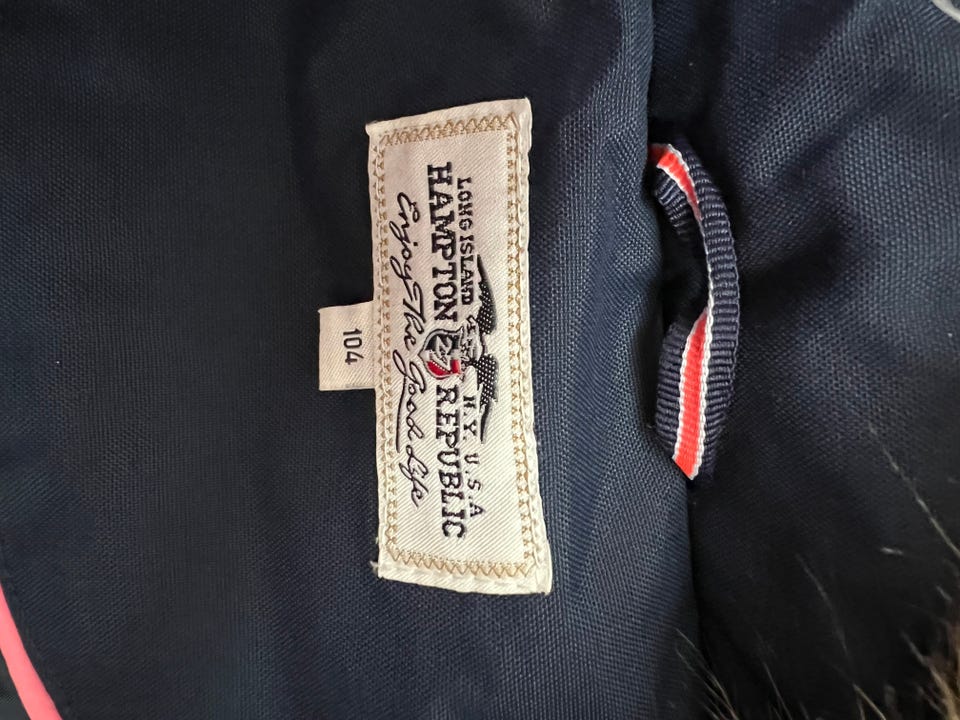 LONG ISLAND N.Y. U.S.A
HAMPTON REPUBLIC
Enjoy The Good Life
104